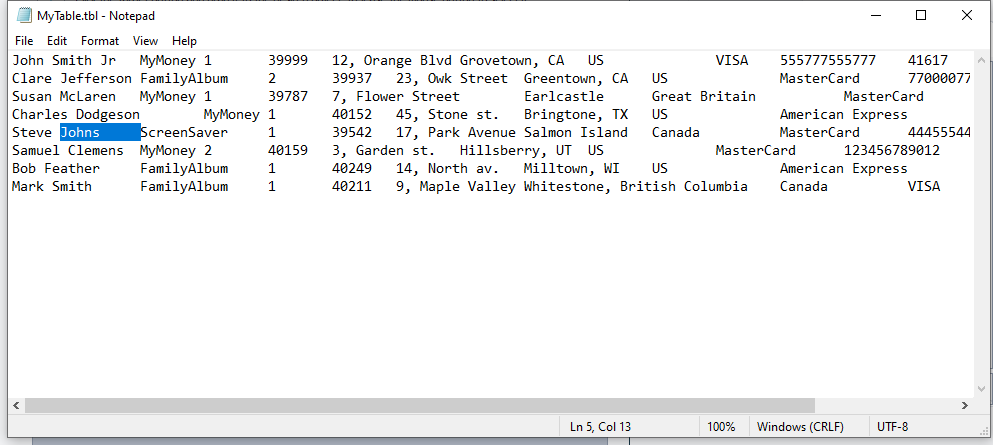 MyTable.tbl - Notepad
File Edit Format View Help
John Smith Jr MyMoney 1 39999 12, Orange Blvd Grovetown, CA US VISA 555777555777 41617
Clare Jefferson FamilyAlbum 2 39937 23, Owk Street Greentown, CA US MasterCard 77000077
Susan McLaren MyMoney 1 39787 7, Flower Street Earlcastle Great Britain MasterCard
Charles Dodgeson MyMoney 1 40152 45, Stone st. Bringtone, TX US American Express
Steve Johns ScreenSaver 1 39542 17, Park Avenue Salmon Island Canada MasterCard 44455544
Samuel Clemens MyMoney 2 40159 3, Garden st. Hillsberry, UT US MasterCard 123456789012
Bob Feather FamilyAlbum 1 40249 14, North av. Milltown, WI US American Express
Mark Smith FamilyAlbum 1 40211 9, Maple Valley Whitestone, British Columbia Canada VISA
Ln 5, Col 13 100% Windows (CRLF) UTF-8